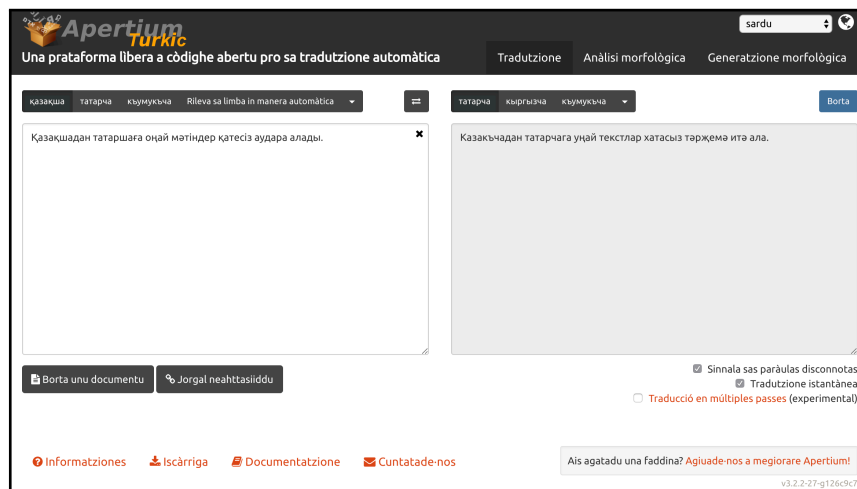 Apertium
Turkic
sardu
Una prataforma lìbera a còdighe abertu pro sa tradutzione automàtica
Tradutzione Anàlisi morfològica Generatzione morfològica
қазақша татарча къумукъча Rileva sa limba in manera automàtica
татарча кыргызча къумукъча
Borta
Қазақшадан татаршаға оңай мәтіндер қатесіз аудара алады.
Казакъчадан татарчага уңай текстлар хатасыз тәрҗемә итә ала.
Borta unu documentu
Jorgal neahttasiiddu
Sinnala sas paràulas disconnotas
Tradutzione istantànea
Traducció en múltiples passes (experimental)
Informatziones Iscàrriga Documentatzione Cuntatade·nos
Ais agatadu una faddina? Agiuade·nos a megiorare Apertium!
v3.2.2-27-g126c9c7